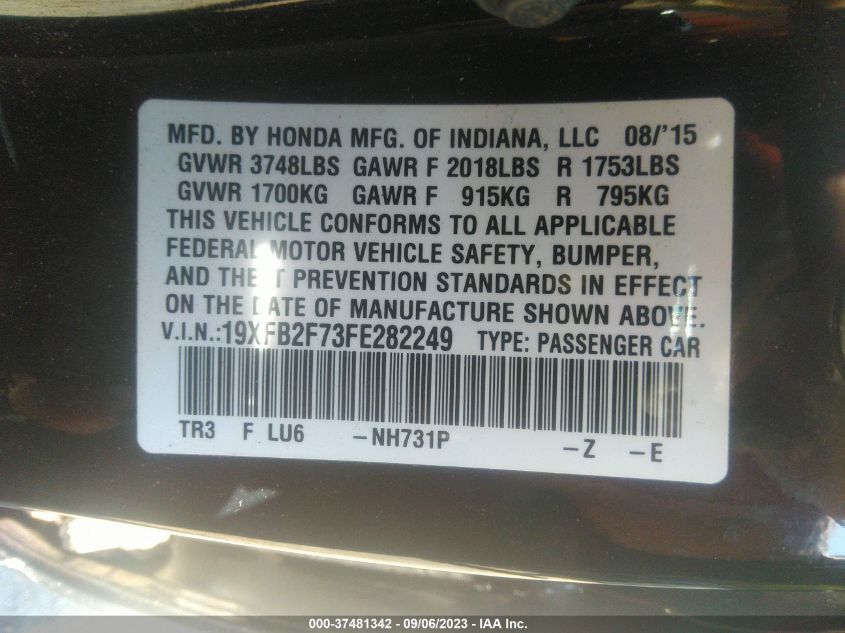 MFD. BY HONDA MFG. OF INDIANA, LLC 08/'15
GVWR 3748LBS GAWR F 2018LBS R 1753LBS
GVWR 1700KG GAWR F 915KG R 795KG
THIS VEHICLE CONFORMS TO ALL APPLICABLE
FEDERAL MOTOR VEHICLE SAFETY, BUMPER,
AND THEFT PREVENTION STANDARDS IN EFFECT
ON THE DATE OF MANUFACTURE SHOWN ABOVE.
V.I.N.:19XFB2F73FE282249 TYPE: PASSENGER CAR
TR3 F LU6 -NH731P -Z -E
000-37481342 - 09/06/2023 - IAA Inc.